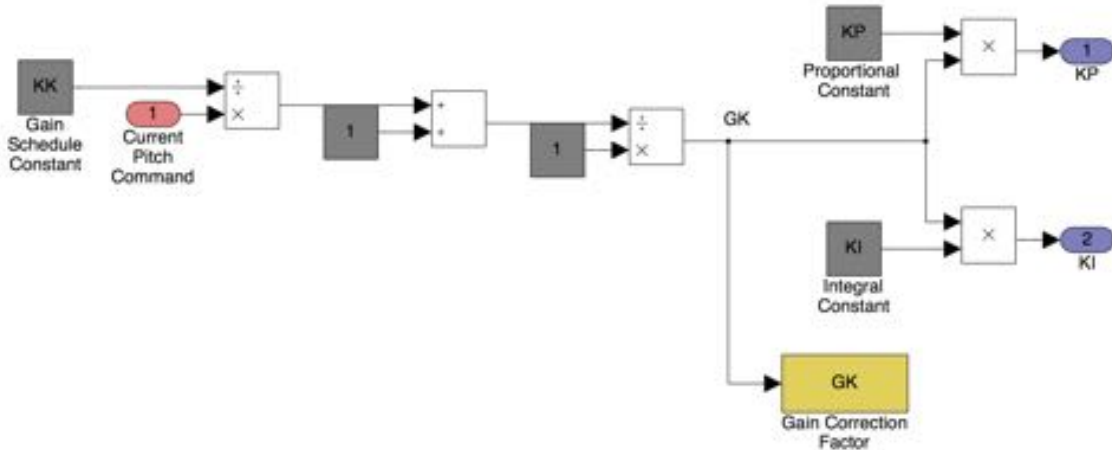 KK
Gain
Schedule
Constant
1
Current
Pitch
Command
÷
×
1
+
+
1
÷
×
GK
KP
Proportional
Constant
×
1
KP
KI
Integral
Constant
×
2
KI
GK
Gain Correction
Factor